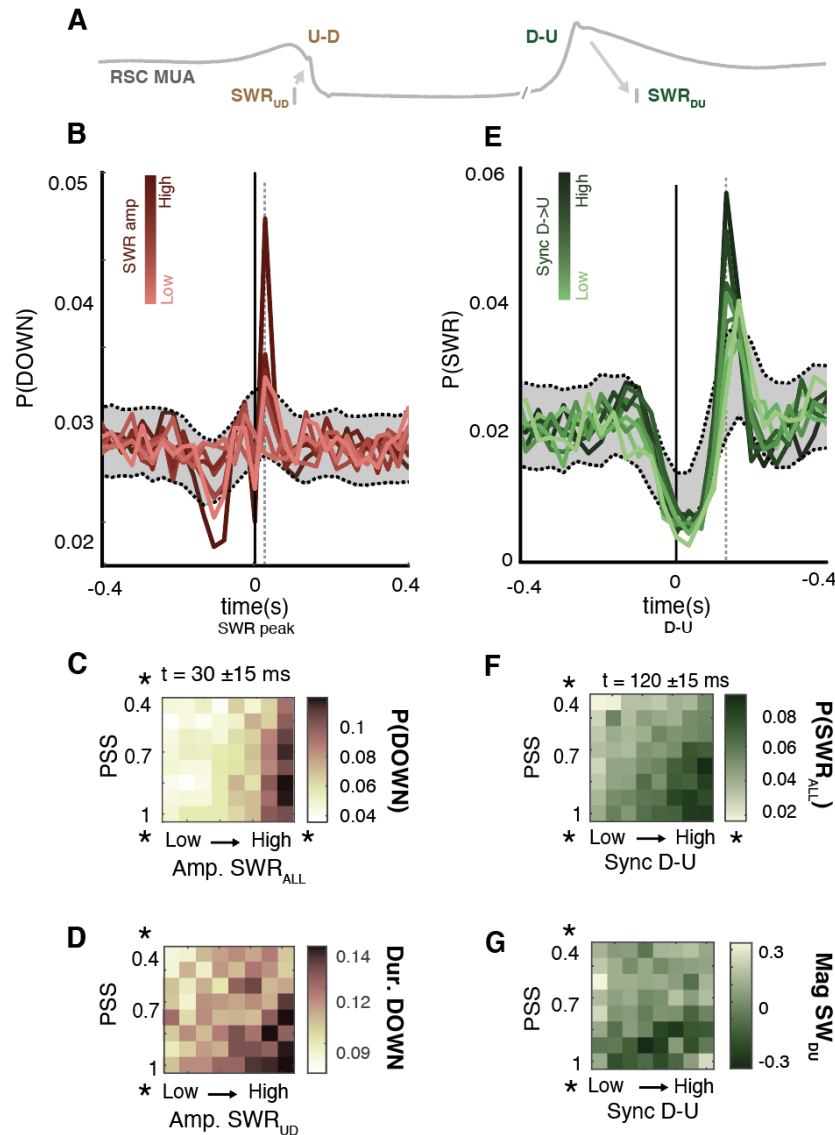 A
U-D
D-U
RSC MUA
SWR_UD
/
SWR_DU
B
0.05
0.04
0.03
0.02
P(DOWN)
SWR amp
High
Low
-0.4
0
0.4
time(s)
SWR peak
E
0.06
0.04
0.02
0
P(SWR)
Sync D->U
High
Low
-0.4
0
-0.4
time(s)
D-U
C
* t = 30 ±15 ms
0.4
0.7
1
PSS
0.1
0.08
0.06
0.04
P(DOWN)
* Low → High *
Amp. SWR_ALL
F
t = 120 ±15 ms
*
0.4
0.7
1
PSS
0.08
0.06
0.04
0.02
P(SWR_ALL)
* Low → High *
Sync D-U
D
*
0.4
0.7
1
PSS
0.14
0.12
0.09
Dur. DOWN
* Low → High
Amp. SWR_UD
G
*
0.4
0.7
1
PSS
0.3
0
-0.3
Mag SW_DU
* Low → High
Sync D-U